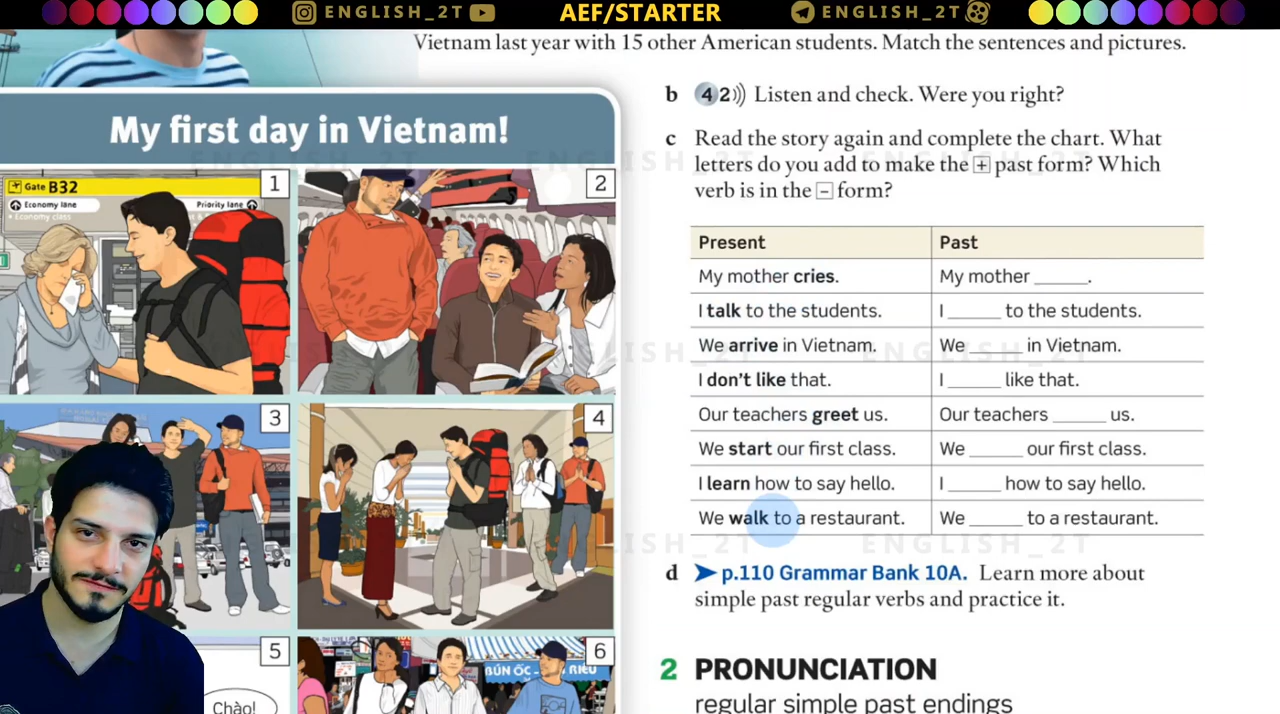 ENGLISH_2T
AEF/STARTER
ENGLISH_2T
Vietnam last year with 15 other American students. Match the sentences and pictures.
b 4 2 Listen and check. Were you right?
c Read the story again and complete the chart. What
letters do you add to make the + past form? Which
verb is in the − form?
My first day in Vietnam!
Gate B32
Economy lane
Priority lane
Economy class
1
2
3
4
5
6
Chào!
BÚN ỐC
RIÊU
Present Past
My mother cries. My mother ______.
I talk to the students. I ______ to the students.
We arrive in Vietnam. We ______ in Vietnam.
I don't like that. I ______ like that.
Our teachers greet us. Our teachers ______ us.
We start our first class. We ______ our first class.
I learn how to say hello. I ______ how to say hello.
We walk to a restaurant. We ______ to a restaurant.
d ➤ p.110 Grammar Bank 10A. Learn more about
simple past regular verbs and practice it.
2 PRONUNCIATION
regular simple past endings
ENGLISH_2T
ENGLISH_2T
ENGLISH_2T
ENGLISH_2T